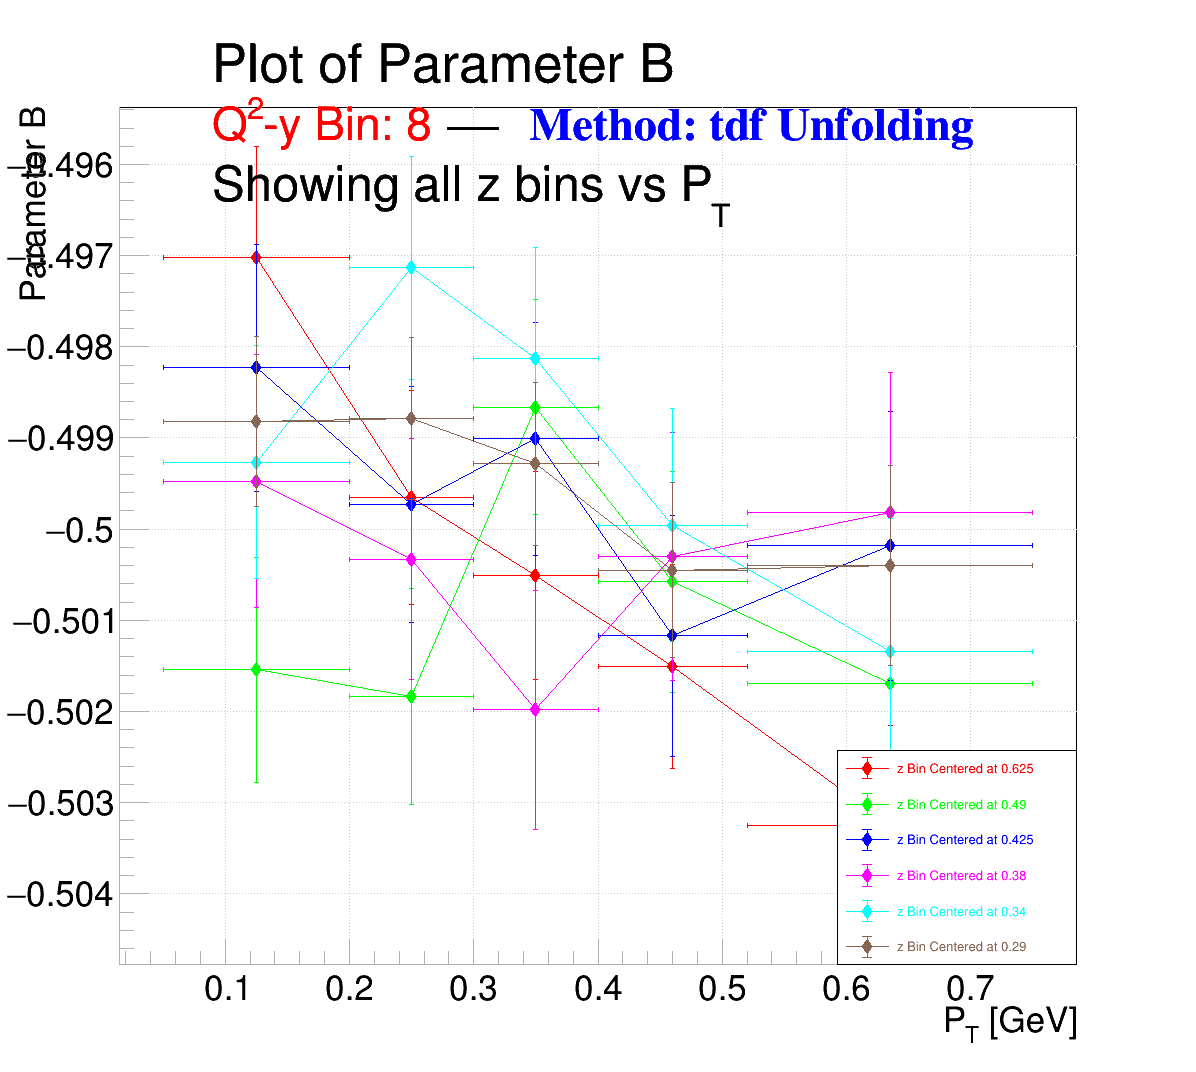 Plot of Parameter B
Q2-y Bin: 8 — Method: tdf Unfolding
Showing all z bins vs PT
Parameter B
−0.496
−0.497
−0.498
−0.499
−0.5
−0.501
−0.502
−0.503
−0.504
z Bin Centered at 0.625
z Bin Centered at 0.49
z Bin Centered at 0.425
z Bin Centered at 0.38
z Bin Centered at 0.34
z Bin Centered at 0.29
0.1 0.2 0.3 0.4 0.5 0.6 0.7
PT [GeV]